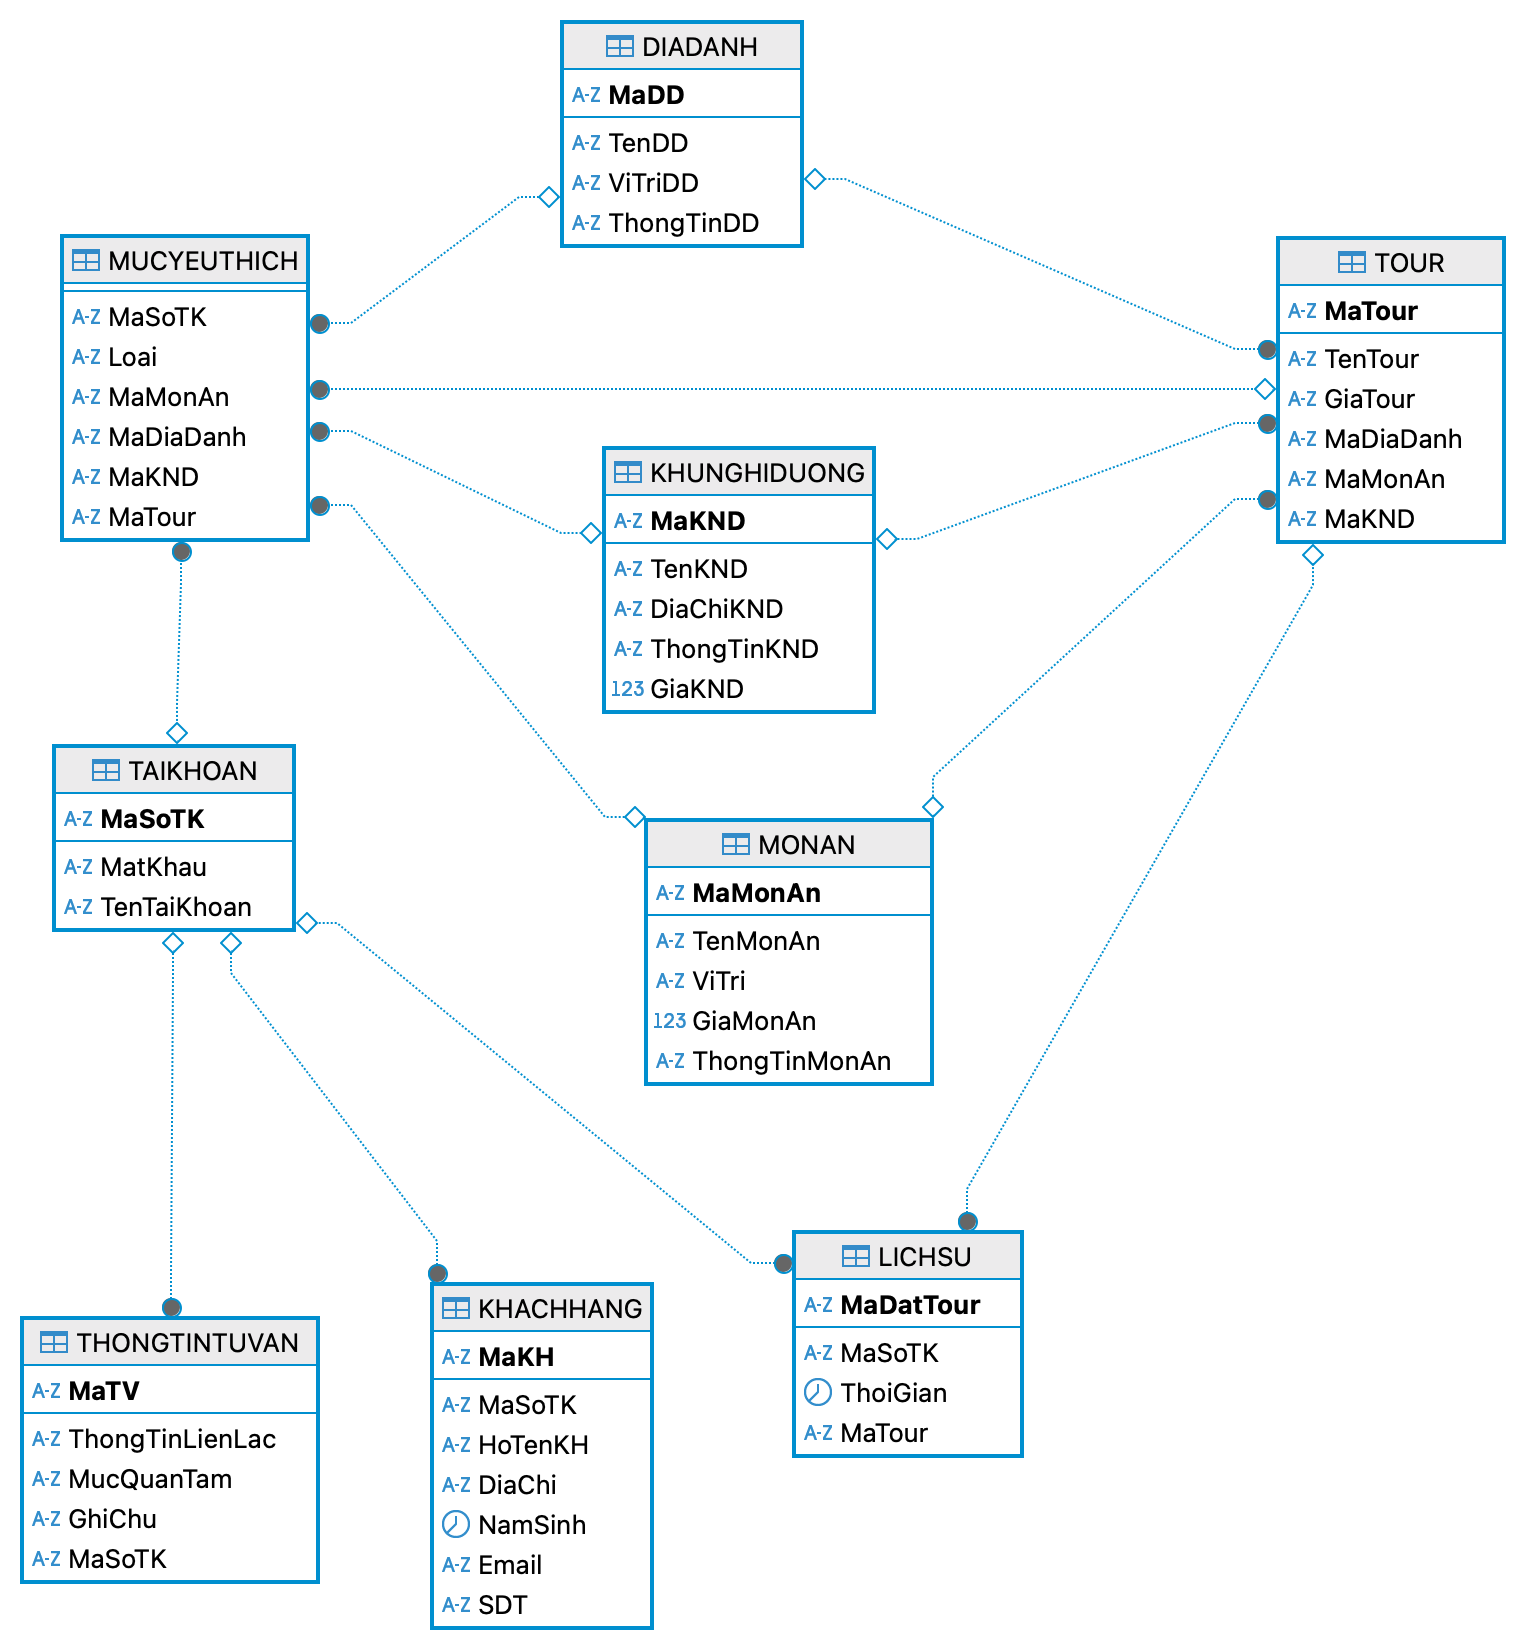 DIADANH
A-Z MaDD
A-Z TenDD
A-Z ViTriDD
A-Z ThongTinDD
MUCYEUTHICH
A-Z MaSoTK
A-Z Loai
A-Z MaMonAn
A-Z MaDiaDanh
A-Z MaKND
A-Z MaTour
TOUR
A-Z MaTour
A-Z TenTour
A-Z GiaTour
A-Z MaDiaDanh
A-Z MaMonAn
A-Z MaKND
KHUNGHIDUONG
A-Z MaKND
A-Z TenKND
A-Z DiaChiKND
A-Z ThongTinKND
123 GiaKND
TAIKHOAN
A-Z MaSoTK
A-Z MatKhau
A-Z TenTaiKhoan
MONAN
A-Z MaMonAn
A-Z TenMonAn
A-Z ViTri
123 GiaMonAn
A-Z ThongTinMonAn
LICHSU
A-Z MaDatTour
A-Z MaSoTK
ThoiGian
A-Z MaTour
KHACHHANG
A-Z MaKH
A-Z MaSoTK
A-Z HoTenKH
A-Z DiaChi
NamSinh
A-Z Email
A-Z SDT
THONGTINTUVAN
A-Z MaTV
A-Z ThongTinLienLac
A-Z MucQuanTam
A-Z GhiChu
A-Z MaSoTK